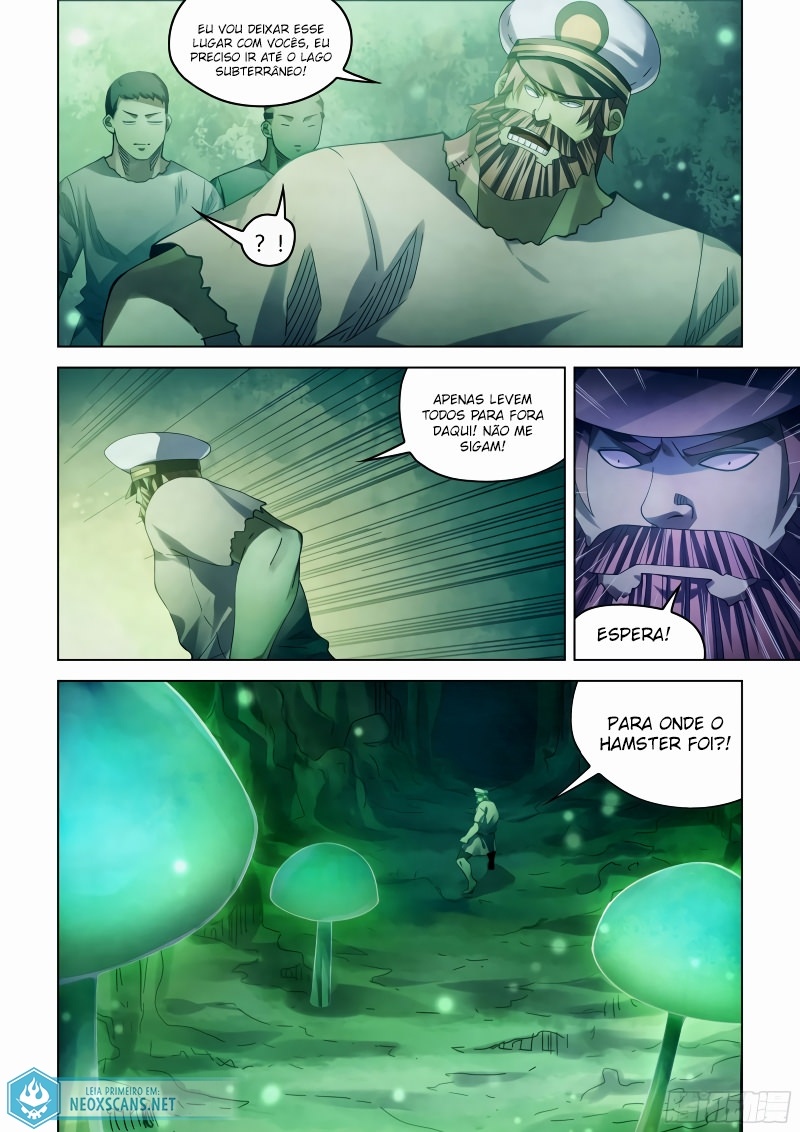 EU VOU DEIXAR ESSE
LUGAR COM VOCÊS, EU
PRECISO IR ATÉ O LAGO
SUBTERRÂNEO!
? !
APENAS LEVEM
TODOS PARA FORA
DAQUI! NÃO ME
SIGAM!
ESPERA!
PARA ONDE O
HAMSTER FOI?!
LEIA PRIMEIRO EM:
NEOXSCANS.NET